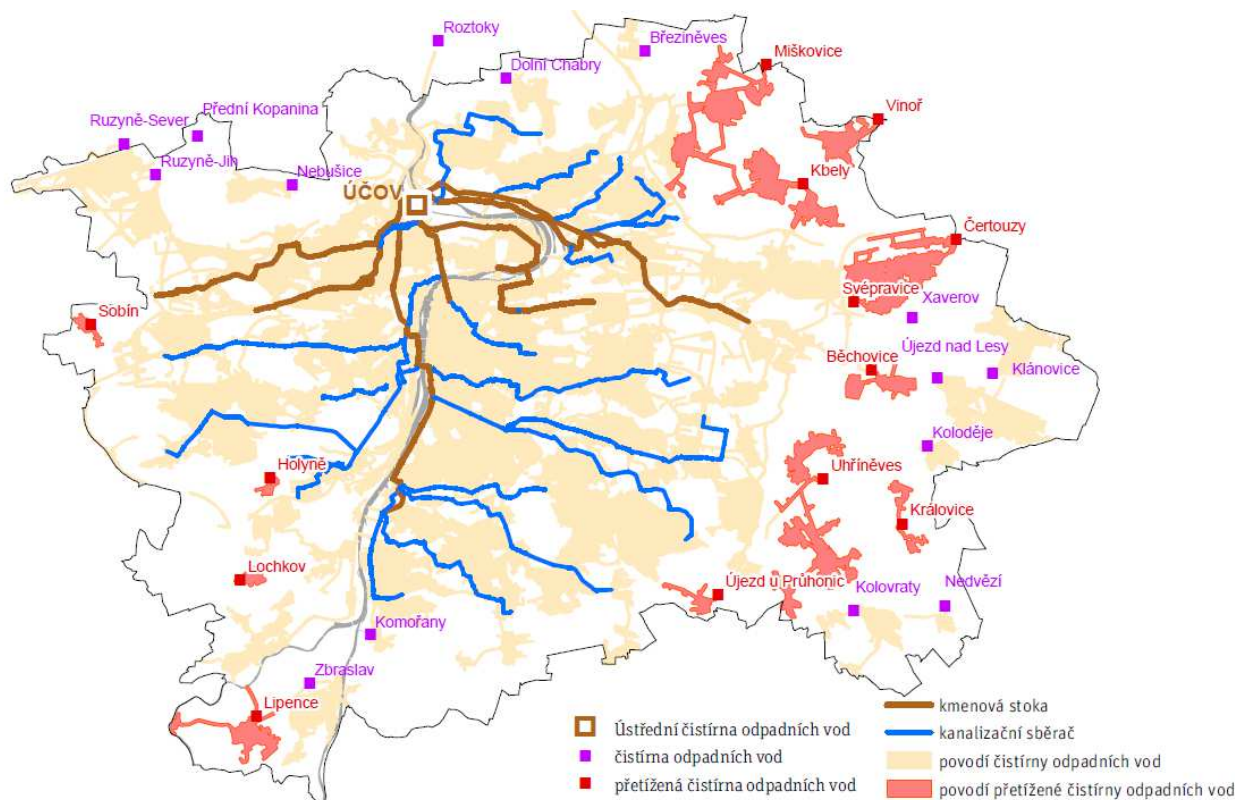 Roztoky
Březiněves
Dolní Chabry
Miškovice
Vinoř
Přední Kopanina
Ruzyně-Sever
Ruzyně-Jih
Nebušice
Kbely
ÚČOV
Čertouzy
Svépravice
Xaverov
Sobín
Újezd nad Lesy
Běchovice
Klánovice
Koloděje
Holyně
Uhříněves
Královice
Lochkov
Újezd u Průhonic
Kolovraty
Nedvězí
Komořany
Zbraslav
Lipence
Ústřední čistírna odpadních vod
čistírna odpadních vod
přetížená čistírna odpadních vod
kmenová stoka
kanalizační sběrač
povodí čistírny odpadních vod
povodí přetížené čistírny odpadních vod